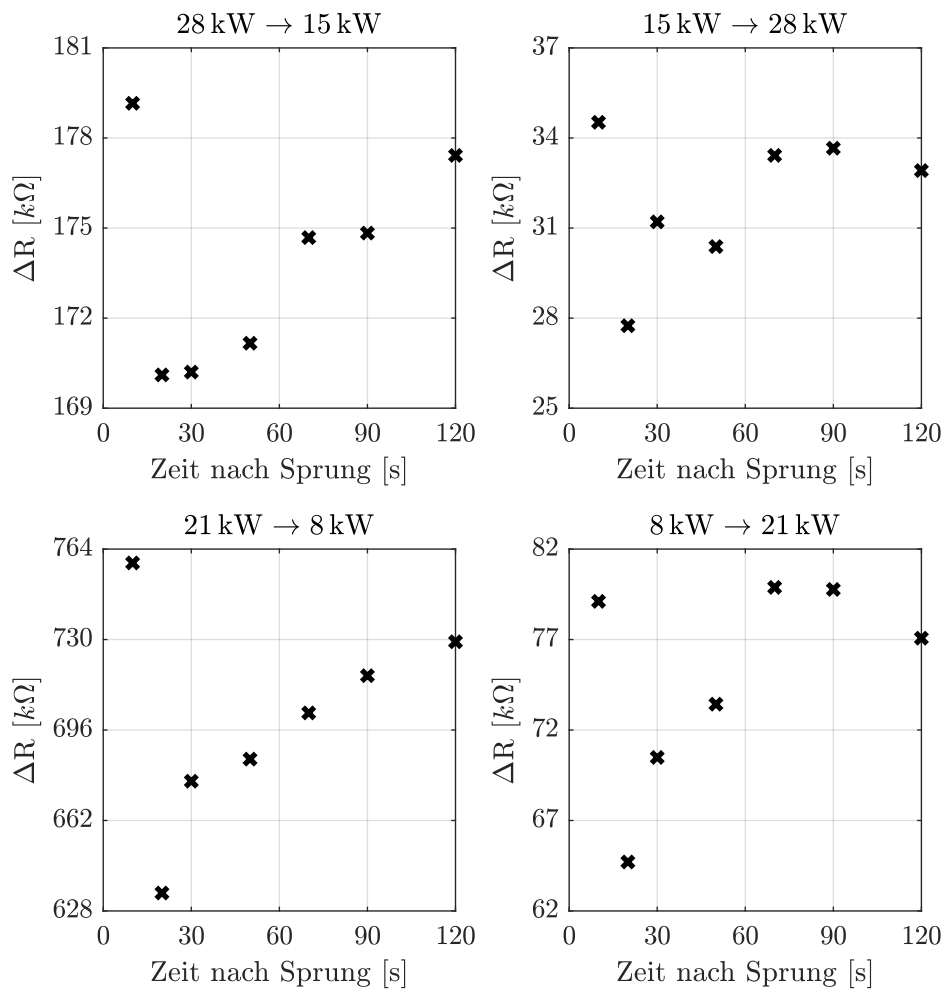 28 kW → 15 kW
181
178
175
172
169
ΔR [kΩ]
0 30 60 90 120
Zeit nach Sprung [s]
15 kW → 28 kW
37
34
31
28
25
ΔR [kΩ]
0 30 60 90 120
Zeit nach Sprung [s]
21 kW → 8 kW
764
730
696
662
628
ΔR [kΩ]
0 30 60 90 120
Zeit nach Sprung [s]
8 kW → 21 kW
82
77
72
67
62
ΔR [kΩ]
0 30 60 90 120
Zeit nach Sprung [s]